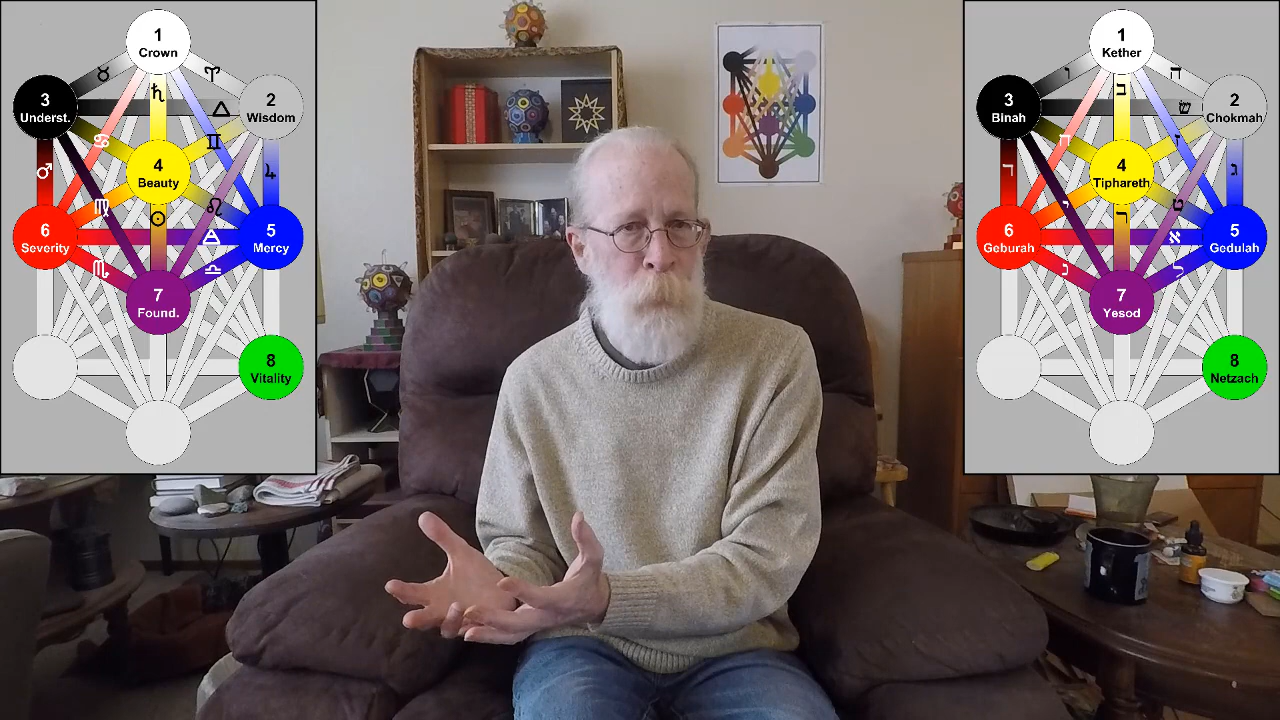 1
Crown
3
Underst.
2
Wisdom
4
Beauty
6
Severity
5
Mercy
7
Found.
8
Vitality
1
Kether
ו
ה
ב
3
Binah
ש
2
Chokmah
ח
4
Tiphareth
ג
י
ט
ר
6
Geburah
א
5
Gedulah
נ
ל
7
Yesod
8
Netzach